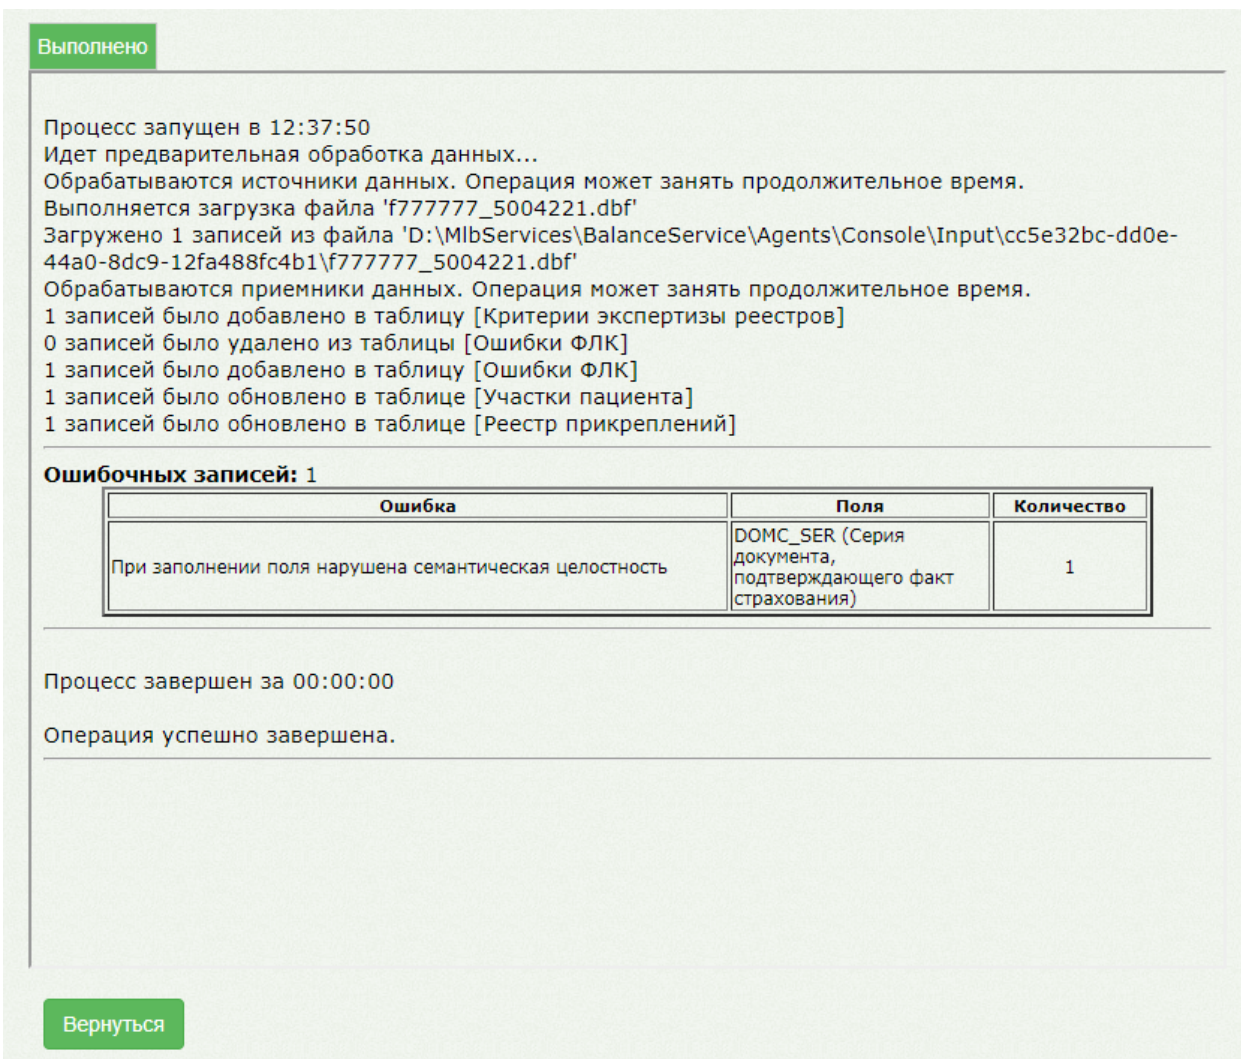 Выполнено
Процесс запущен в 12:37:50
Идет предварительная обработка данных...
Обрабатываются источники данных. Операция может занять продолжительное время.
Выполняется загрузка файла 'f777777_5004221.dbf'
Загружено 1 записей из файла 'D:\MlbServices\BalanceService\Agents\Console\Input\cc5e32bc-dd0e-
44a0-8dc9-12fa488fc4b1\f777777_5004221.dbf'
Обрабатываются приемники данных. Операция может занять продолжительное время.
1 записей было добавлено в таблицу [Критерии экспертизы реестров]
0 записей было удалено из таблицы [Ошибки ФЛК]
1 записей было добавлено в таблицу [Ошибки ФЛК]
1 записей было обновлено в таблице [Участки пациента]
1 записей было обновлено в таблице [Реестр прикреплений]
Ошибочных записей: 1
Ошибка Поля Количество
При заполнении поля нарушена семантическая целостность
DOMC_SER (Серия
документа,
подтверждающего факт
страхования)
1
Процесс завершен за 00:00:00
Операция успешно завершена.
Вернуться